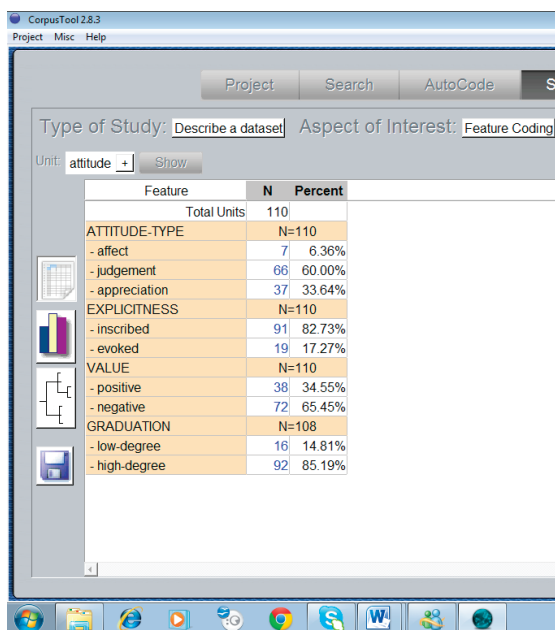 CorpusTool 2.8.3
Project Misc Help
Project Search AutoCode S
Type of Study: Describe a dataset Aspect of Interest: Feature Coding
Unit: attitude + Show
Feature N Percent
Total Units 110
ATTITUDE-TYPE N=110
- affect 7 6.36%
- judgement 66 60.00%
- appreciation 37 33.64%
EXPLICITNESS N=110
- inscribed 91 82.73%
- evoked 19 17.27%
VALUE N=110
- positive 38 34.55%
- negative 72 65.45%
GRADUATION N=108
- low-degree 16 14.81%
- high-degree 92 85.19%